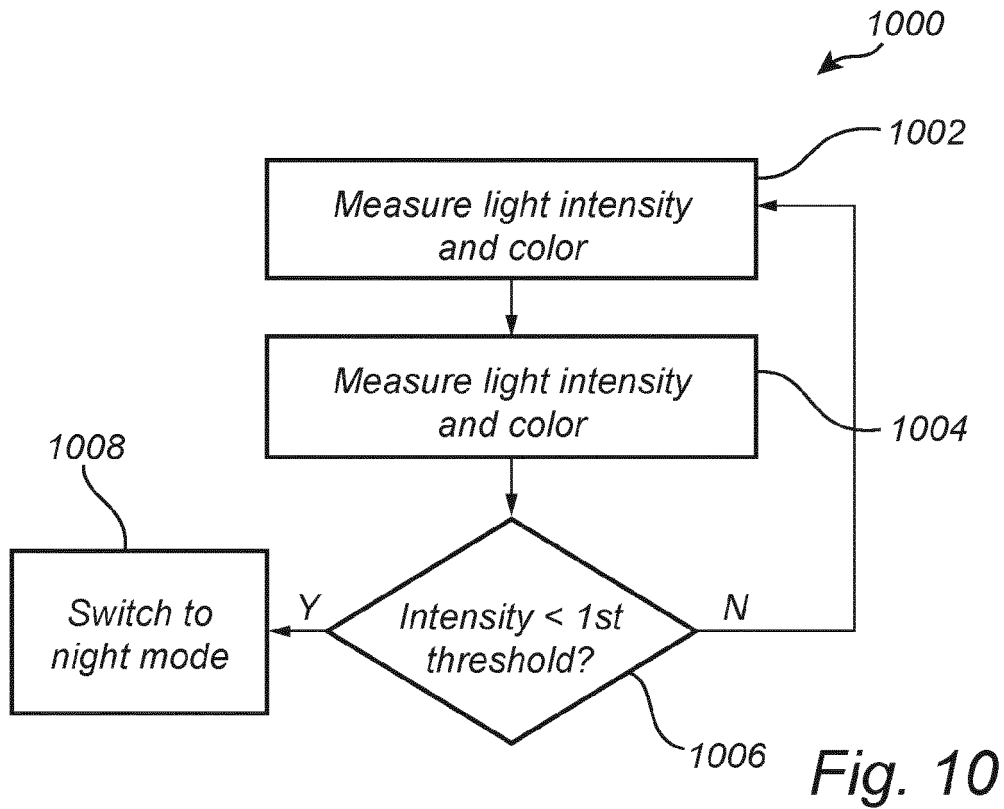 1000
1002
Measure light intensity
and color
Measure light intensity
and color
1004
1008
Switch to
night mode
Y
Intensity < 1st
threshold?
N
1006
Fig. 10